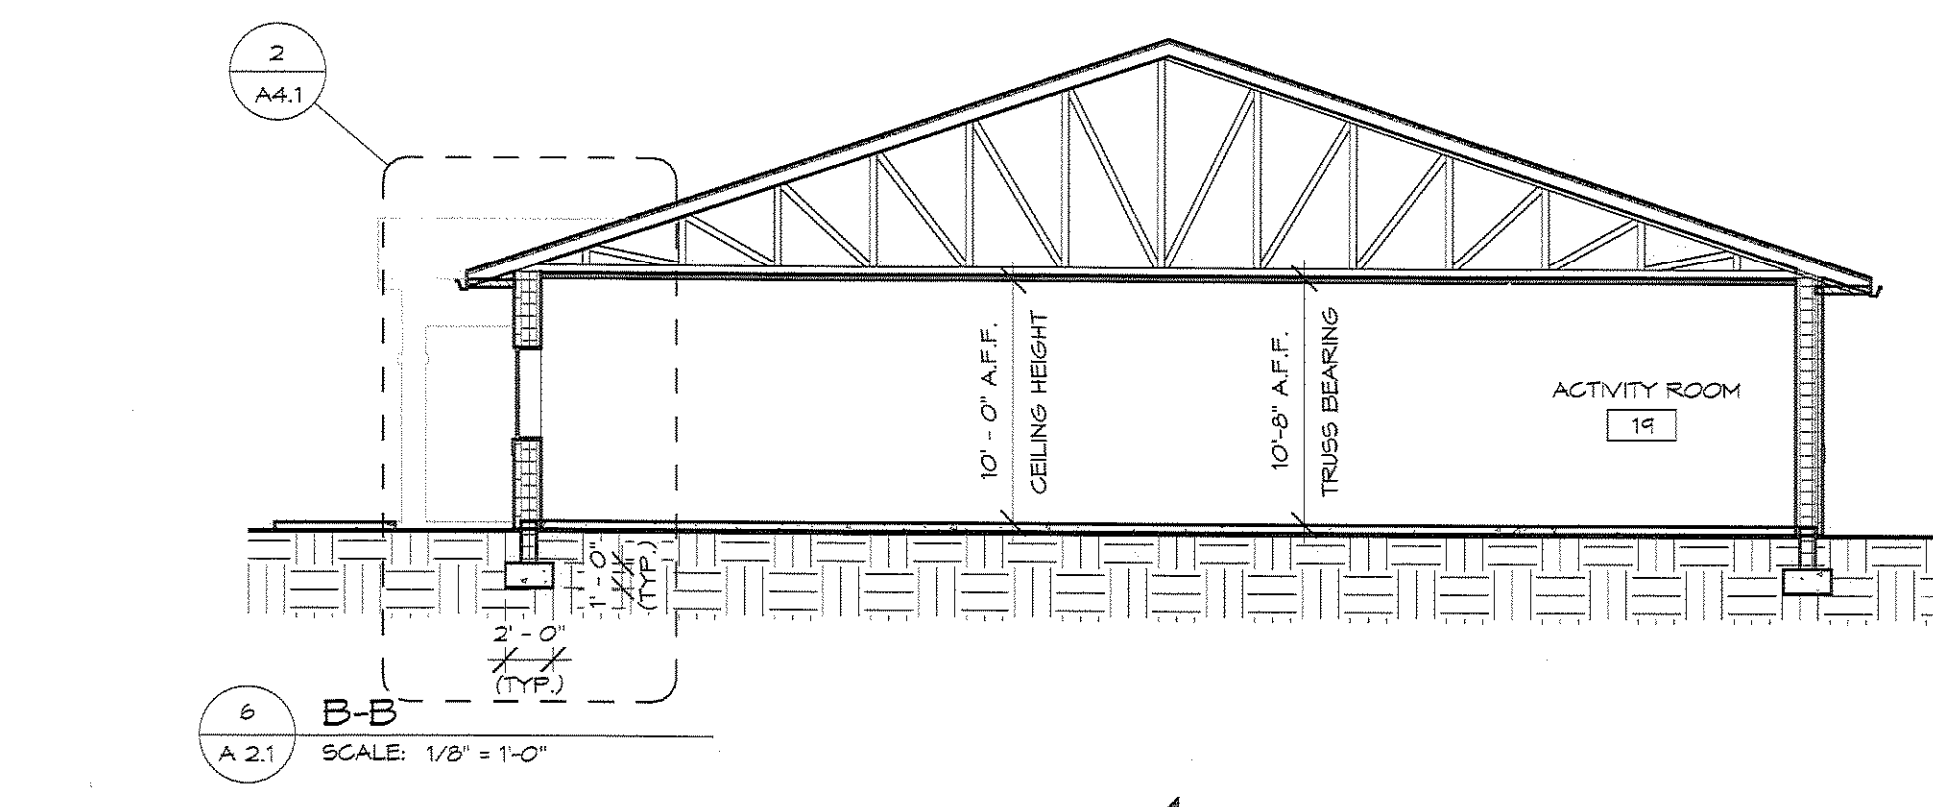 2
A4.1
10' - 0" A.F.F.
CEILING HEIGHT
10'-8" A.F.F.
TRUSS BEARING
ACTIVITY ROOM
19
1' - 0"
(TYP.)
2' - 0"
(TYP.)
6
A 2.1
B-B
SCALE: 1/8" = 1'-0"